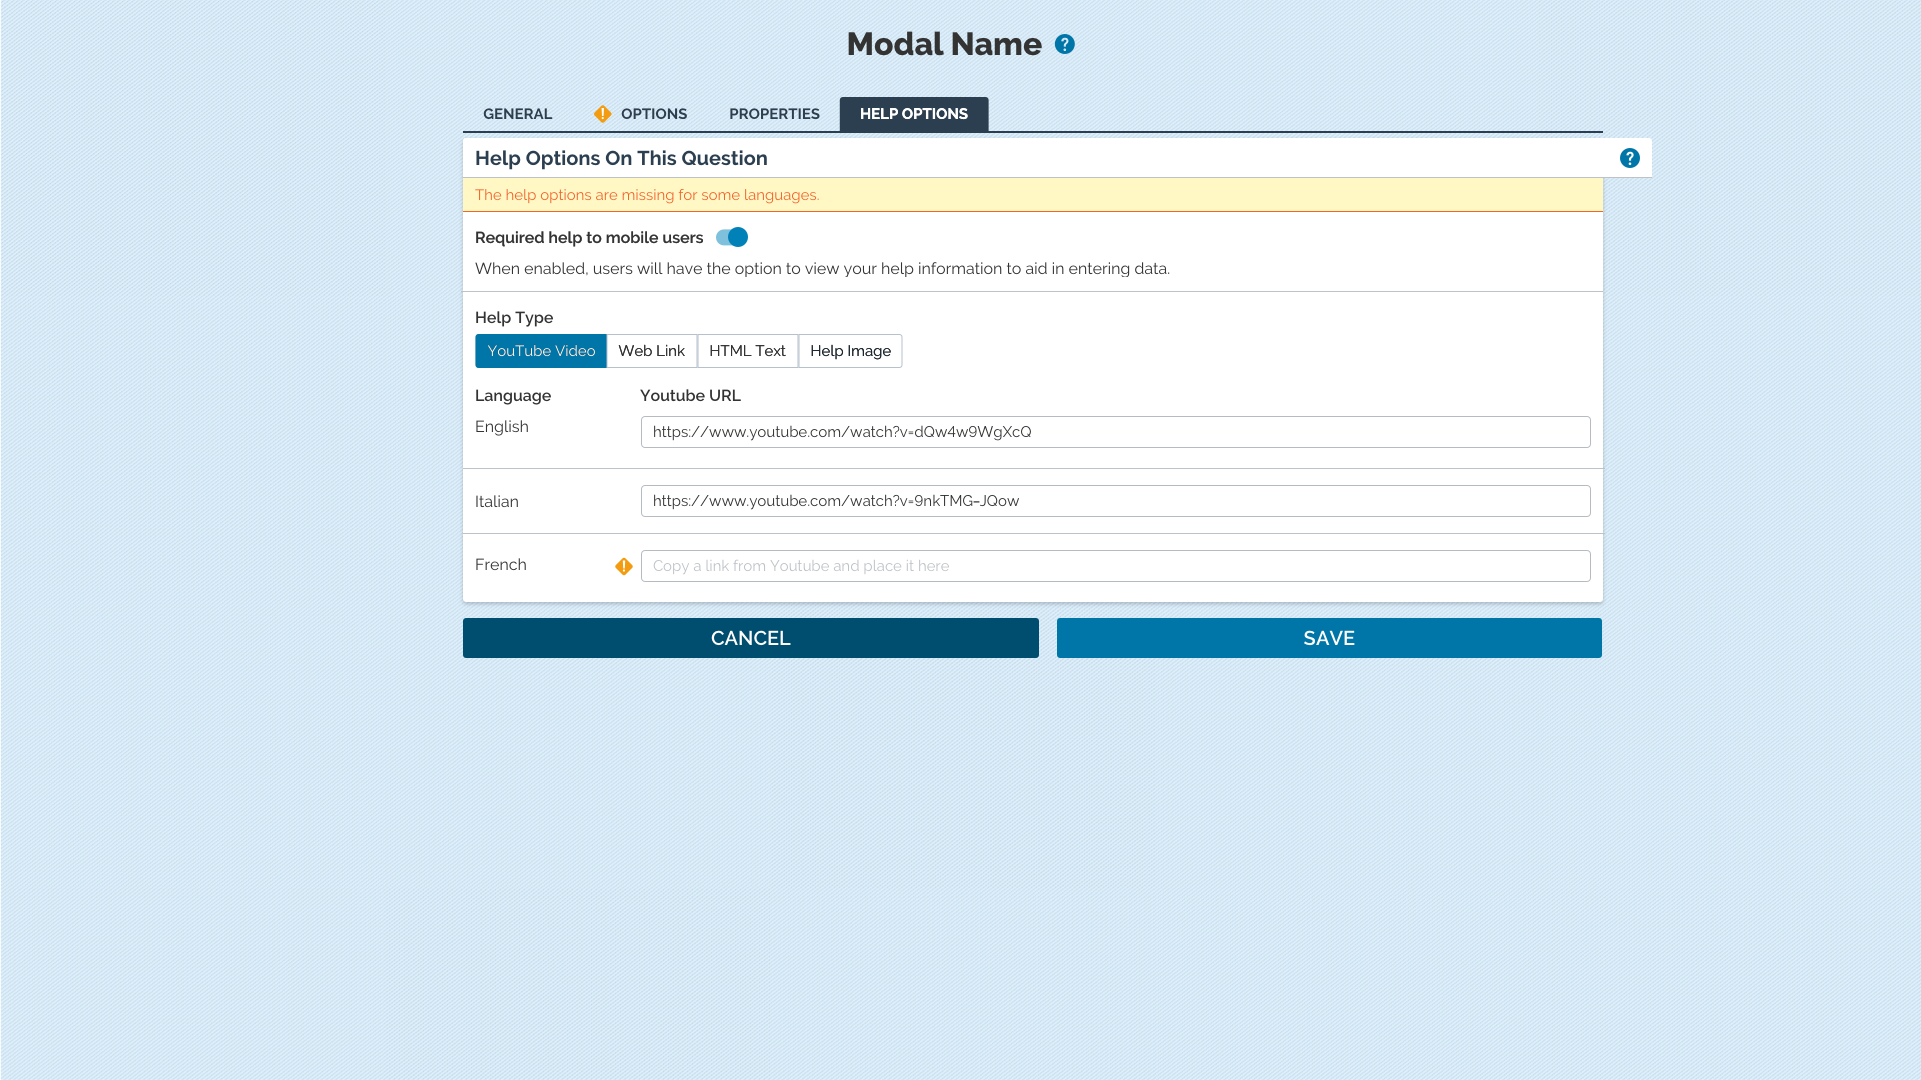 Modal Name ?
GENERAL ! OPTIONS PROPERTIES HELP OPTIONS
Help Options On This Question ?
The help options are missing for some languages.
Required help to mobile users
When enabled, users will have the option to view your help information to aid in entering data.
Help Type
YouTube Video Web Link HTML Text Help Image
Language Youtube URL
English https://www.youtube.com/watch?v=dQw4w9WgXcQ
Italian https://www.youtube.com/watch?v=9nkTMG-JQow
French ! Copy a link from Youtube and place it here
CANCEL SAVE